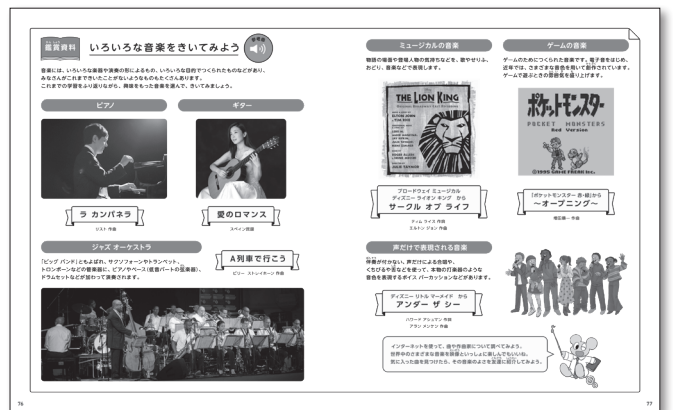 鑑賞資料
いろいろな音楽をきいてみよう
音楽には、いろいろな楽器や演奏の形によるもの、いろいろな目的でつくられたものなどがあり、
みなさんがこれまできいたことがないようなものもたくさんあります。
これまでの学習をふり返りながら、興味をもった音楽を選んで、きいてみましょう。
ピアノ
ギター
ラ カンパネラ
リスト 作曲
愛のロマンス
スペイン民謡
ジャズ オーケストラ
「ビッグ バンド」ともよばれ、サクソフォーンやトランペット、
トロンボーンなどの管楽器に、ピアノやベース(低音パートの弦楽器)、
ドラムセットなどが加わって演奏されます。
A列車で行こう
ビリー ストレイホーン 作曲
76
ミュージカルの音楽
物語の場面や登場人物の気持ちなどを、歌やせりふ、
おどり、音楽などで表現します。
THE LION KING
ELTON JOHN
TIM RICE
ブロードウェイ ミュージカル
ディズニー ライオン キング から
サークル オブ ライフ
ティム ライス 作詞
エルトン ジョン 作曲
ゲームの音楽
ゲームのためにつくられた音楽です。電子音をはじめ、
近年では、さまざまな音色を用いて創作されています。
ゲームで遊ぶときの雰囲気を盛り上げます。
ポケットモンスター
POCKET MONSTERS
Red Version
©1995 GAME FREAK inc.
「ポケットモンスター 赤・緑」から
〜オープニング〜
増田順一 作曲
声だけで表現される音楽
伴奏が付かない、声だけによる合唱や、
くちびるや舌などを使って、本物の打楽器のような
音色を表現するボイス パーカッションなどがあります。
ディズニー リトル マーメイド から
アンダー ザ シー
ハワード アシュマン 作詞
アラン メンケン 作曲
インターネットを使って、曲や作曲家について調べてみよう。
世界中のさまざまな音楽を映像といっしょに楽しんでもいいね。
気に入った曲を見つけたら、その音楽のよさを友達に紹介してみよう。
77